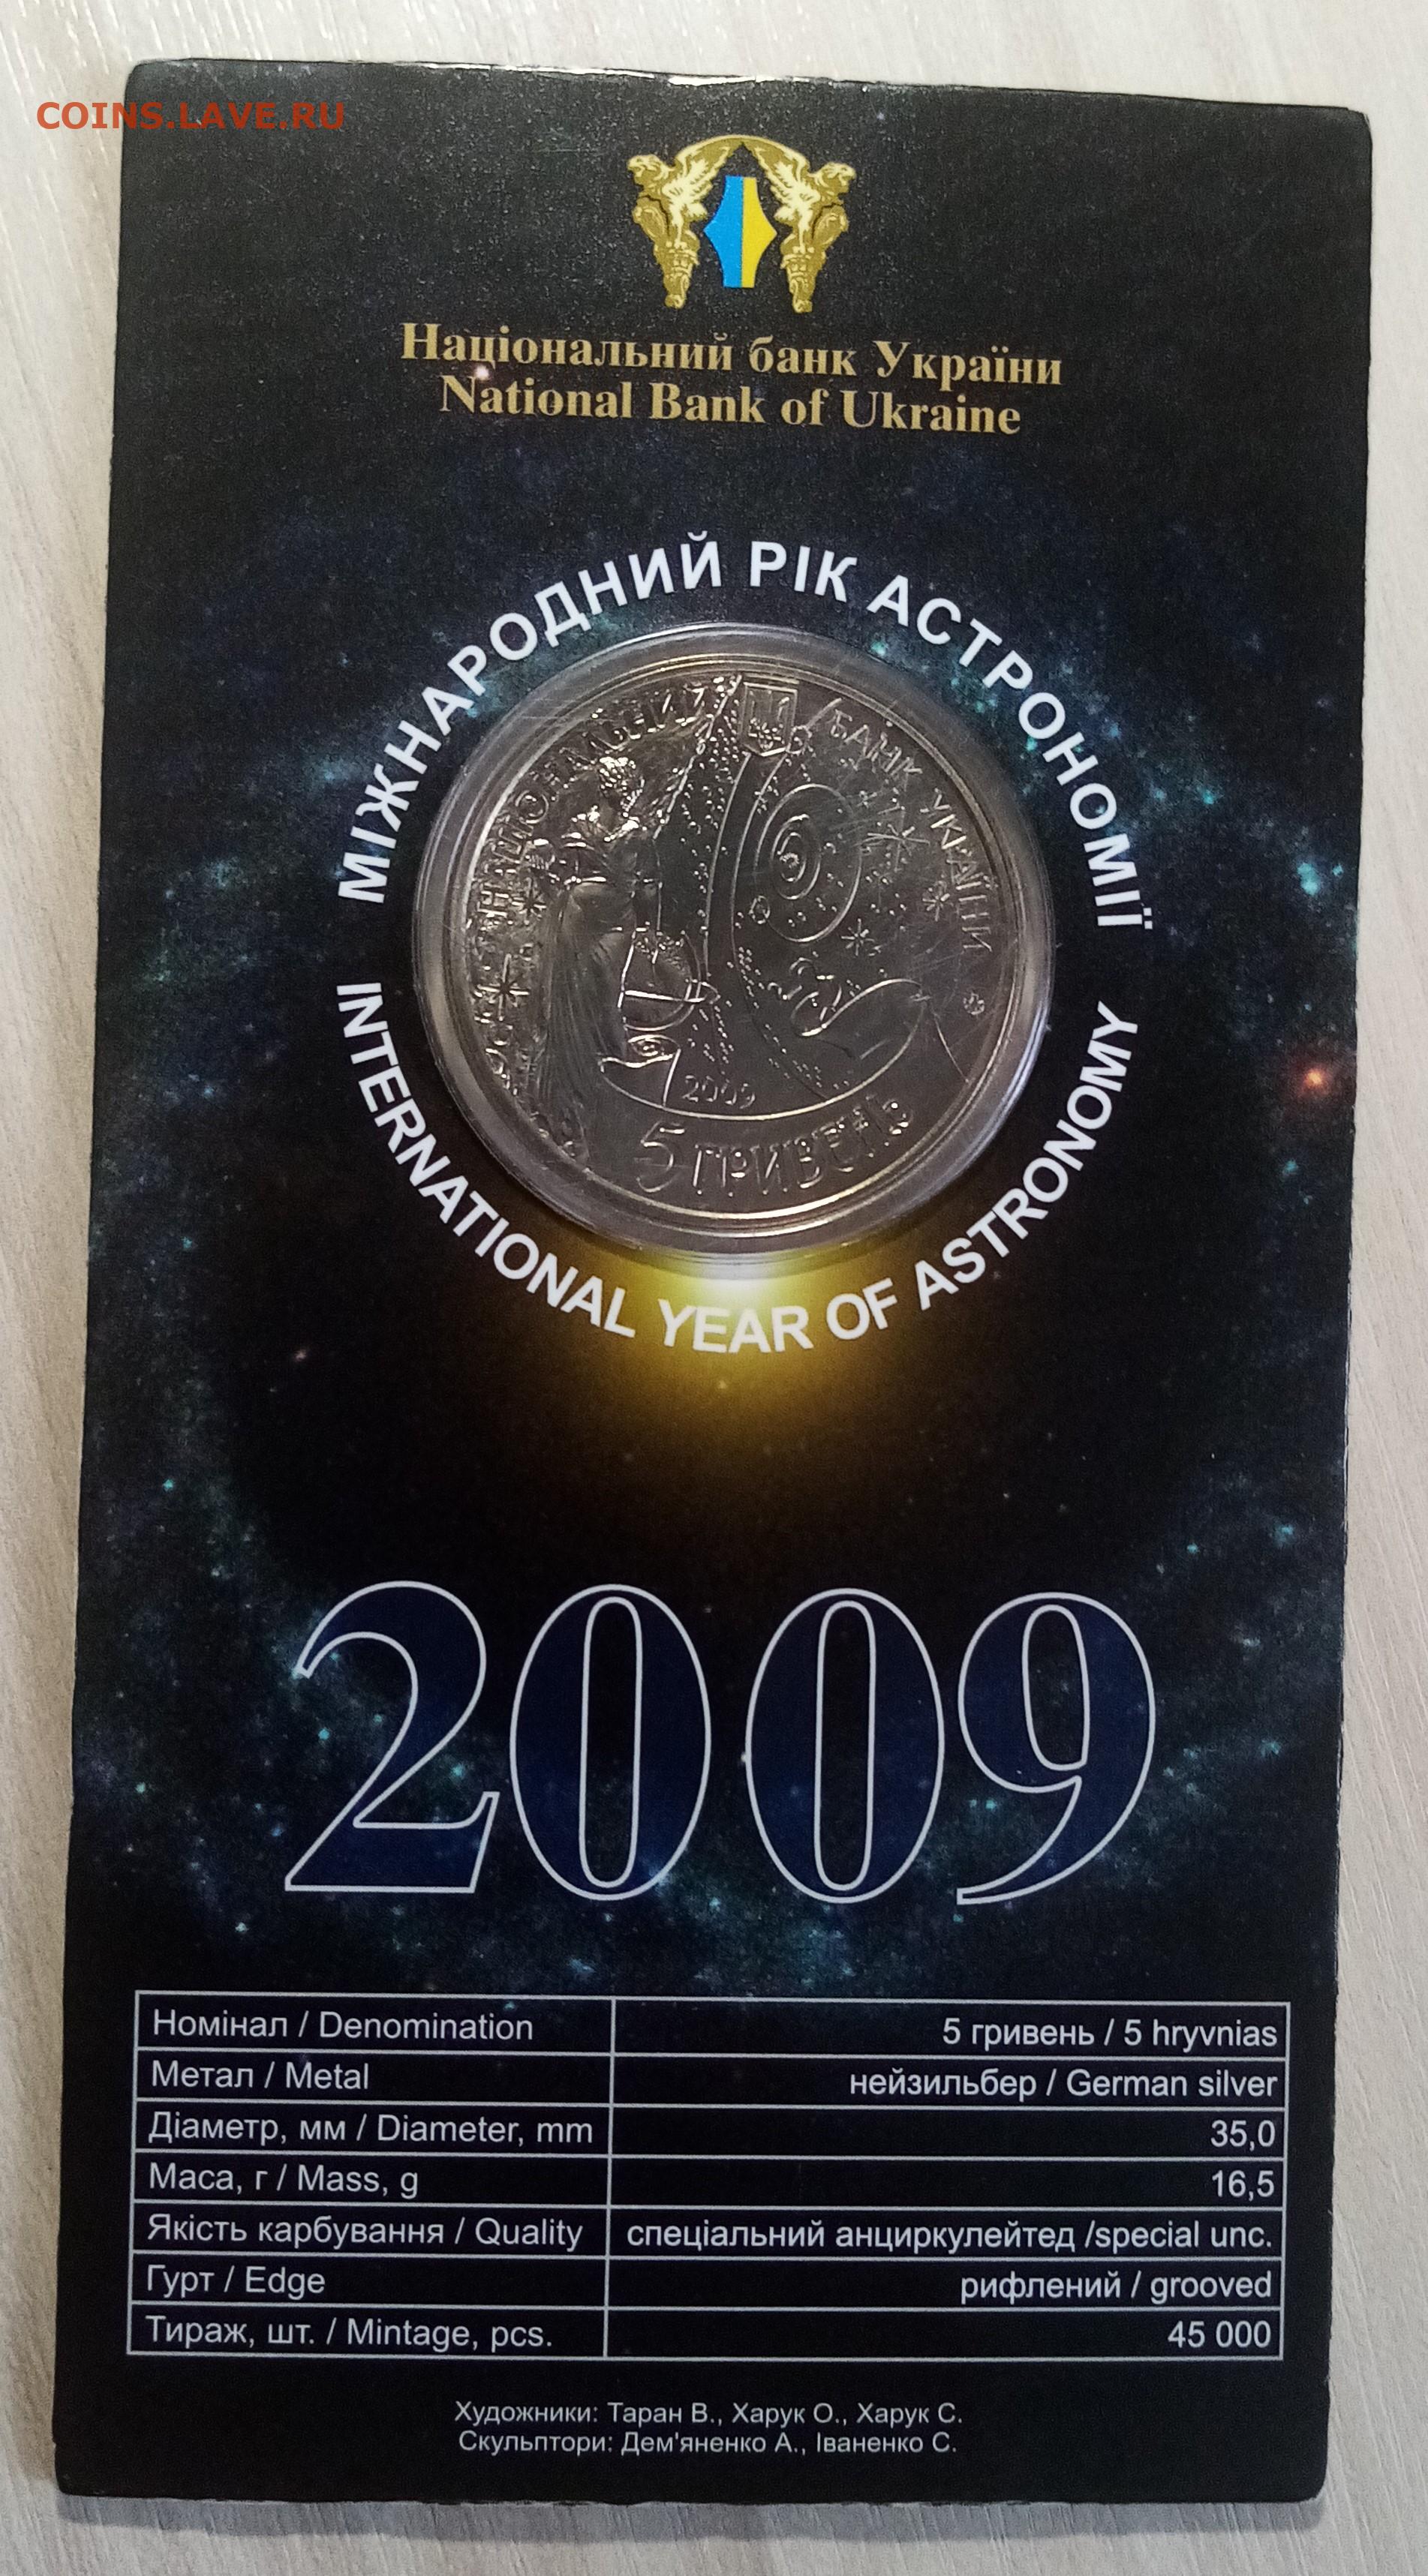 COINS.LAVE.RU
Національний банк України
National Bank of Ukraine
МІЖНАРОДНИЙ РІК АСТРОНОМІЇ
НАЦІОНАЛЬНИЙ БАНК УКРАЇНИ
2009
5 ГРИВЕНЬ
INTERNATIONAL YEAR OF ASTRONOMY
2009
Номінал / Denomination 5 гривень / 5 hryvnias
Метал / Metal нейзильбер / German silver
Діаметр, мм / Diameter, mm 35,0
Маса, г / Mass, g 16,5
Якість карбування / Quality спеціальний анциркулейтед /special unc.
Гурт / Edge рифлений / grooved
Тираж, шт. / Mintage, pcs. 45 000
Художники: Таран В., Харук О., Харук С.
Скульптори: Дем'яненко А., Іваненко С.